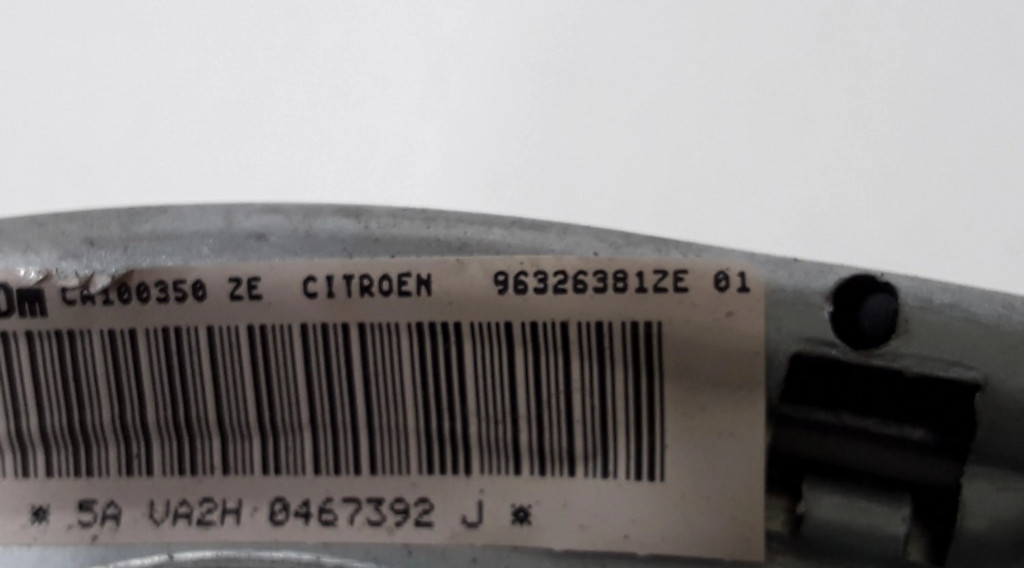 CA100350 ZE CITROEN 96326381ZE 01
* 5A VA2H 0467392 J *